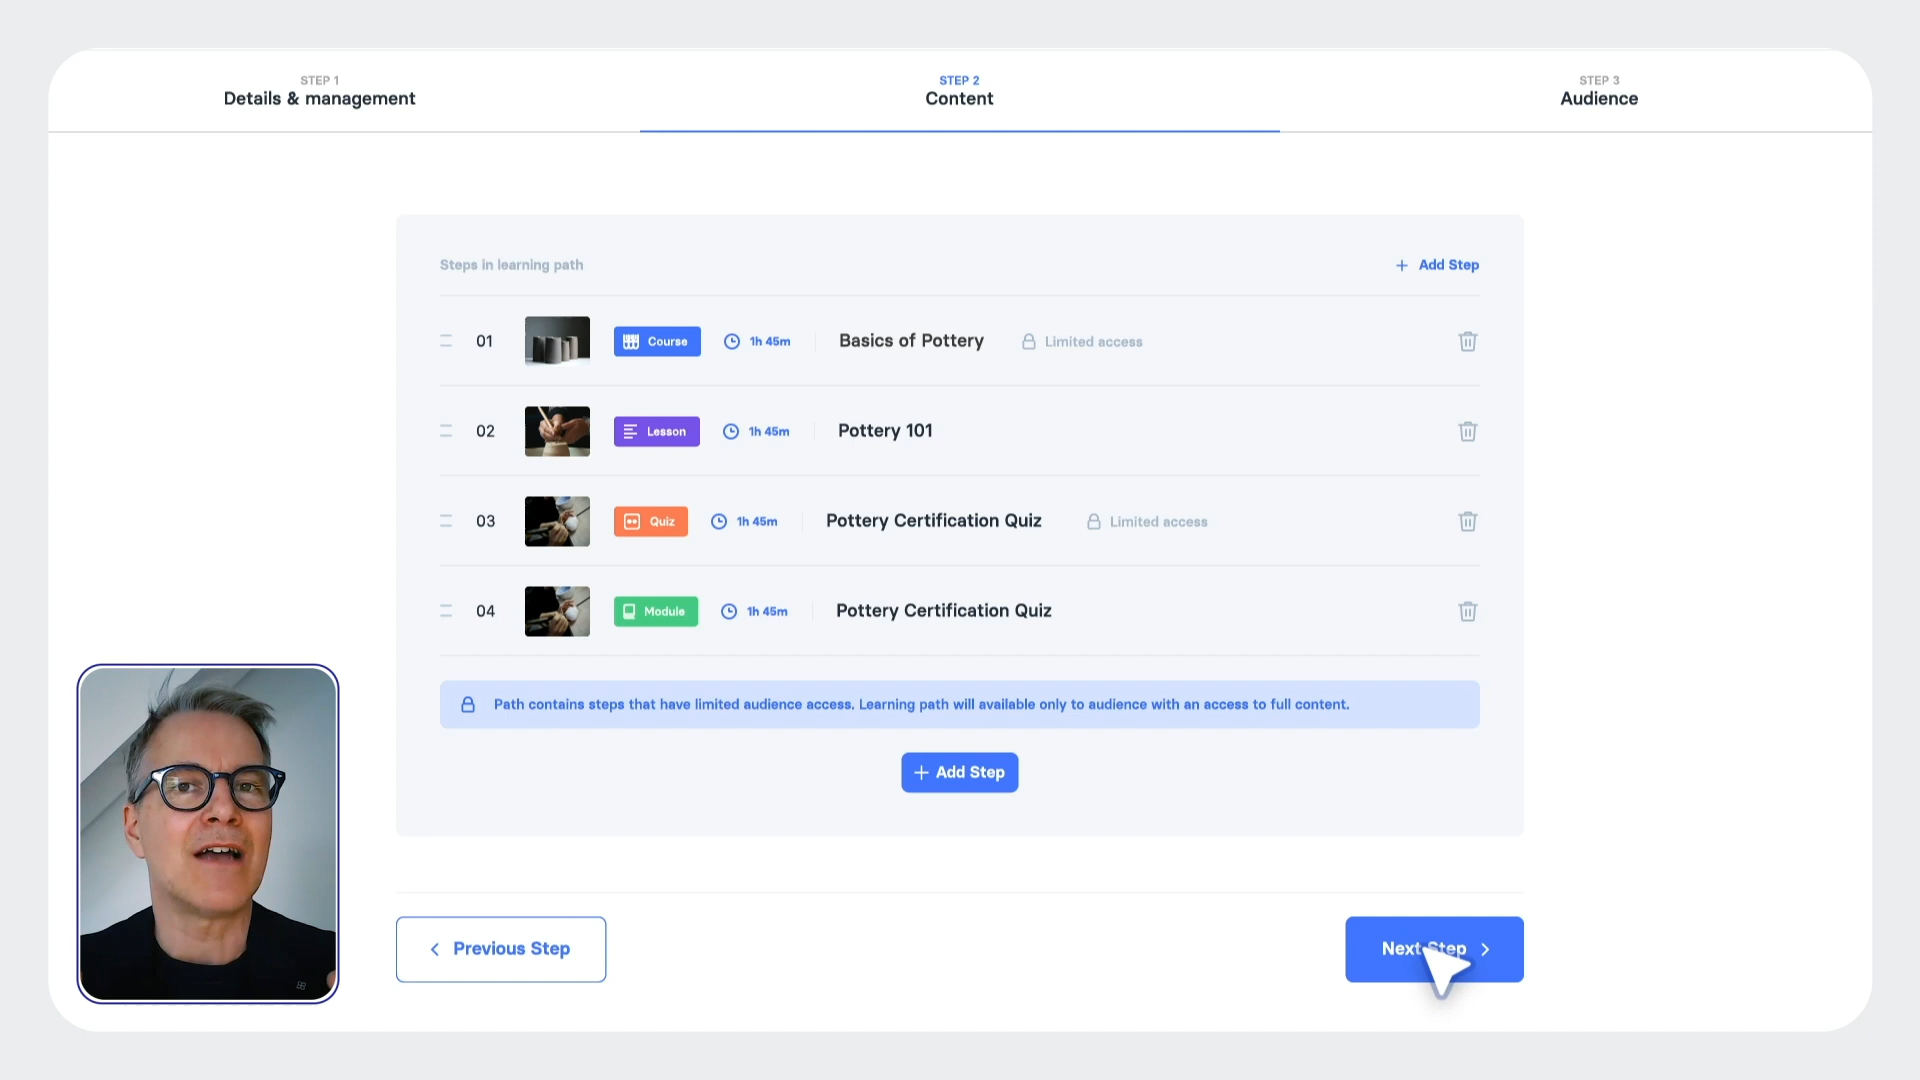 STEP 1
Details & management
STEP 2
Content
STEP 3
Audience
Steps in learning path
+ Add Step
01 Course 1h 45m Basics of Pottery Limited access
02 Lesson 1h 45m Pottery 101
03 Quiz 1h 45m Pottery Certification Quiz Limited access
04 Module 1h 45m Pottery Certification Quiz
Path contains steps that have limited audience access. Learning path will available only to audience with an access to full content.
+ Add Step
< Previous Step
Next Step >